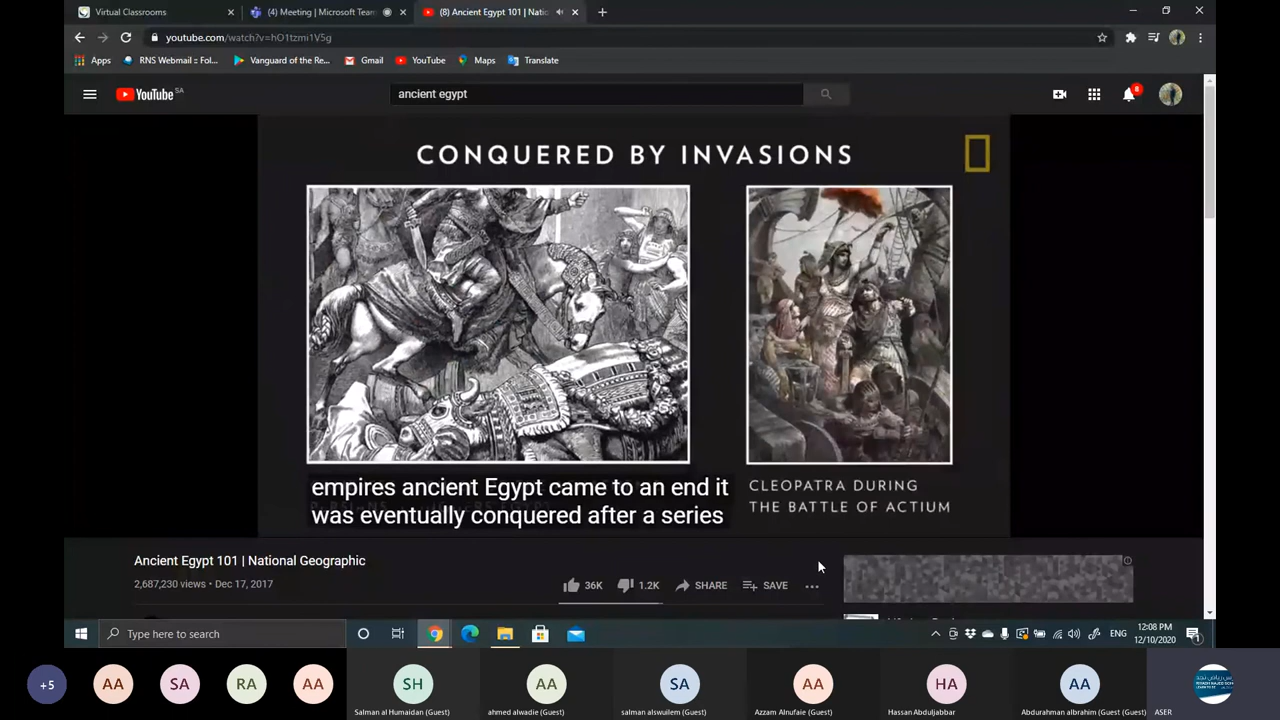 Virtual Classrooms
(4) Meeting | Microsoft Team
(8) Ancient Egypt 101 | Natio
youtube.com/watch?v=hO1tzmi1V5g
Apps
RNS Webmail :: Fol...
Vanguard of the Re...
Gmail
YouTube
Maps
Translate
YouTube SA
ancient egypt
8
CONQUERED BY INVASIONS
empires ancient Egypt came to an end it
was eventually conquered after a series
CLEOPATRA DURING
THE BATTLE OF ACTIUM
Ancient Egypt 101 | National Geographic
2,687,230 views • Dec 17, 2017
36K
1.2K
SHARE
SAVE
Type here to search
ENG
12:08 PM
12/10/2020
1
+5
AA
SA
RA
AA
SH
Salman al Humaidan (Guest)
AA
ahmed alwadie (Guest)
SA
salman alswuilem (Guest)
AA
Azzam Alnufaie (Guest)
HA
Hassan Abduljabbar
AA
Abdurahman albrahim (Guest)
ASER